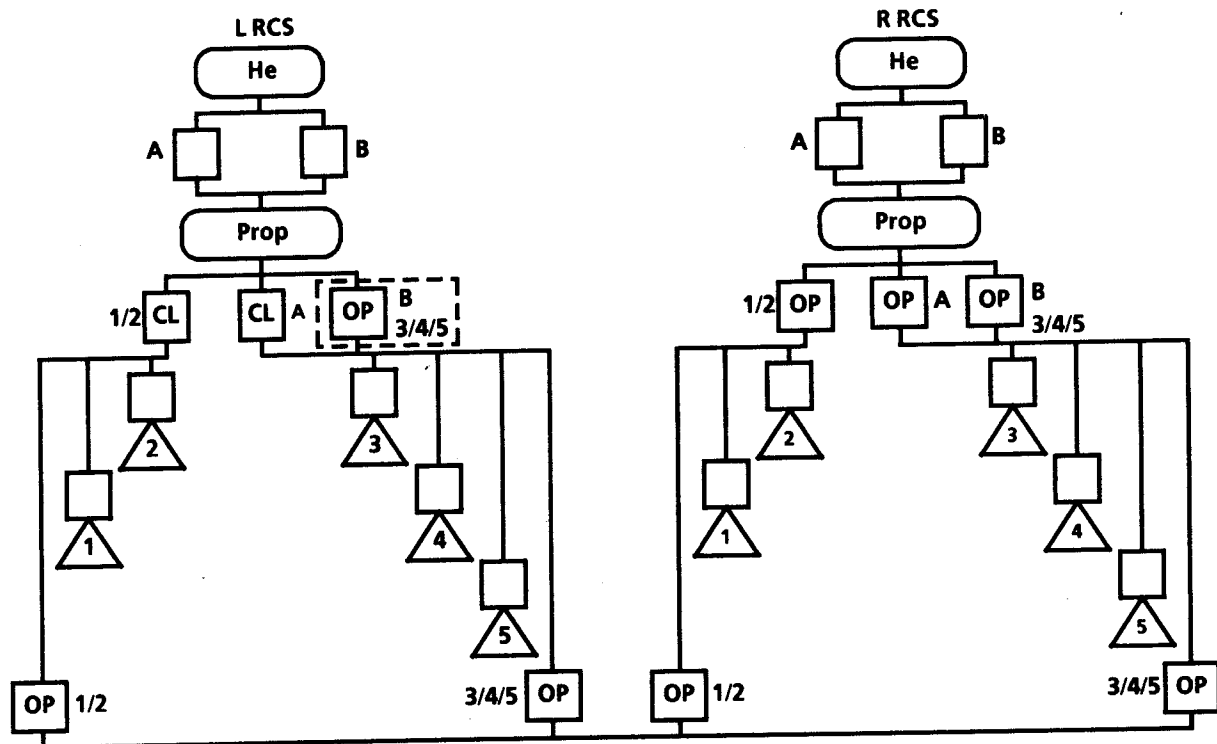 L RCS
R RCS
He
He
A
B
A
B
Prop
Prop
1/2 CL
CL A
OP B
3/4/5
1/2 OP
OP A
OP B
3/4/5
2
3
1
4
5
2
3
1
4
5
OP 1/2
3/4/5 OP
OP 1/2
3/4/5 OP